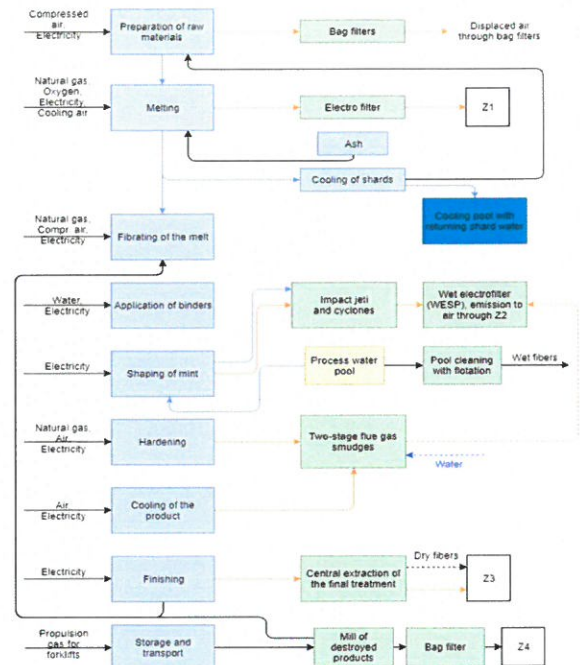 Compressed
air,
Electricity
Preparation of raw
materials
Bag filters
Displaced air
through bag filters
Natural gas,
Oxygen,
Electricity,
Cooling air
Melting
Electro filter
Z1
Ash
Cooling of shards
Cooling pool with
returning shard water
Natural gas,
Compr. air,
Electricity
Fibrating of the melt
Water,
Electricity
Application of binders
Impact jeti
and cyclones
Wet electrofilter
(WESP), emission to
air through Z2
Electricity
Shaping of mint
Process water
pool
Pool cleaning
with flotation
Wet fibers
Natural gas,
Air,
Electricity
Hardening
Two-stage flue gas
smudges
Water
Air,
Electricity
Cooling of the
product
Electricity
Finishing
Central extraction of
the final treatment
Dry fibers
Z3
Propulsion
gas for
forklifts
Storage and
transport
Mill of
destroyed
products
Bag filter
Z4